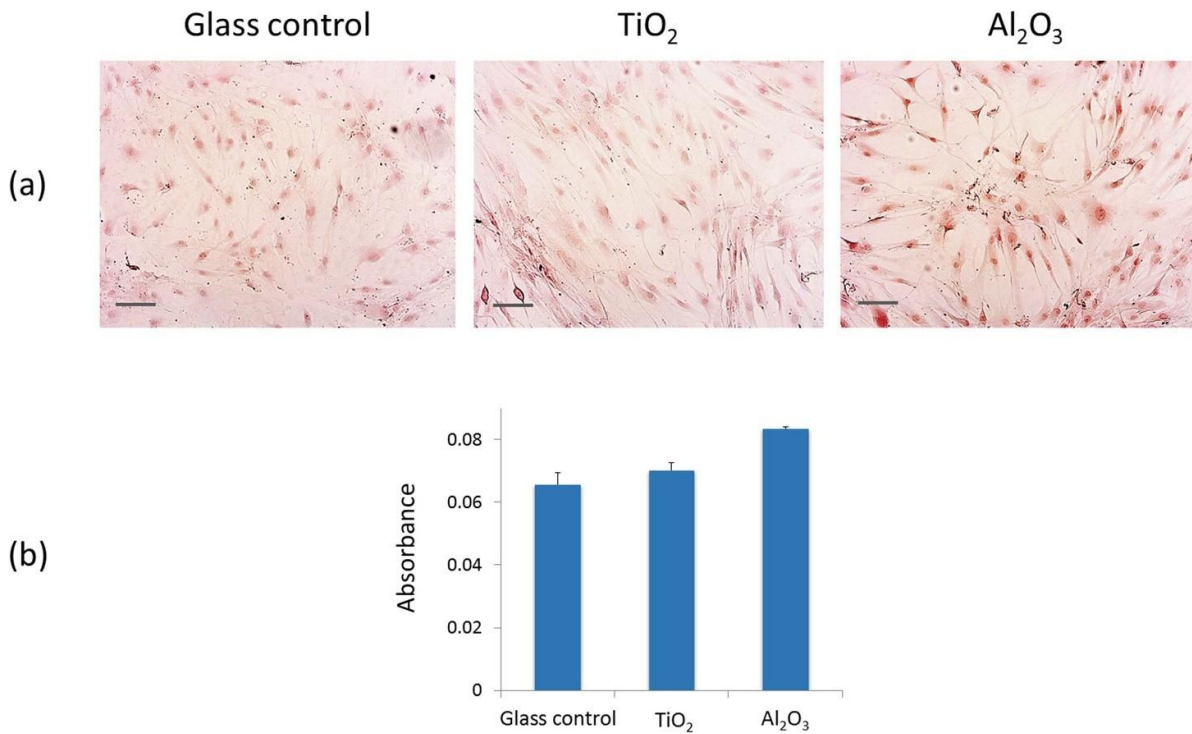 Glass control TiO₂ Al₂O₃
(a)
(b)
Absorbance
0.08
0.06
0.04
0.02
0
Glass control TiO₂ Al₂O₃